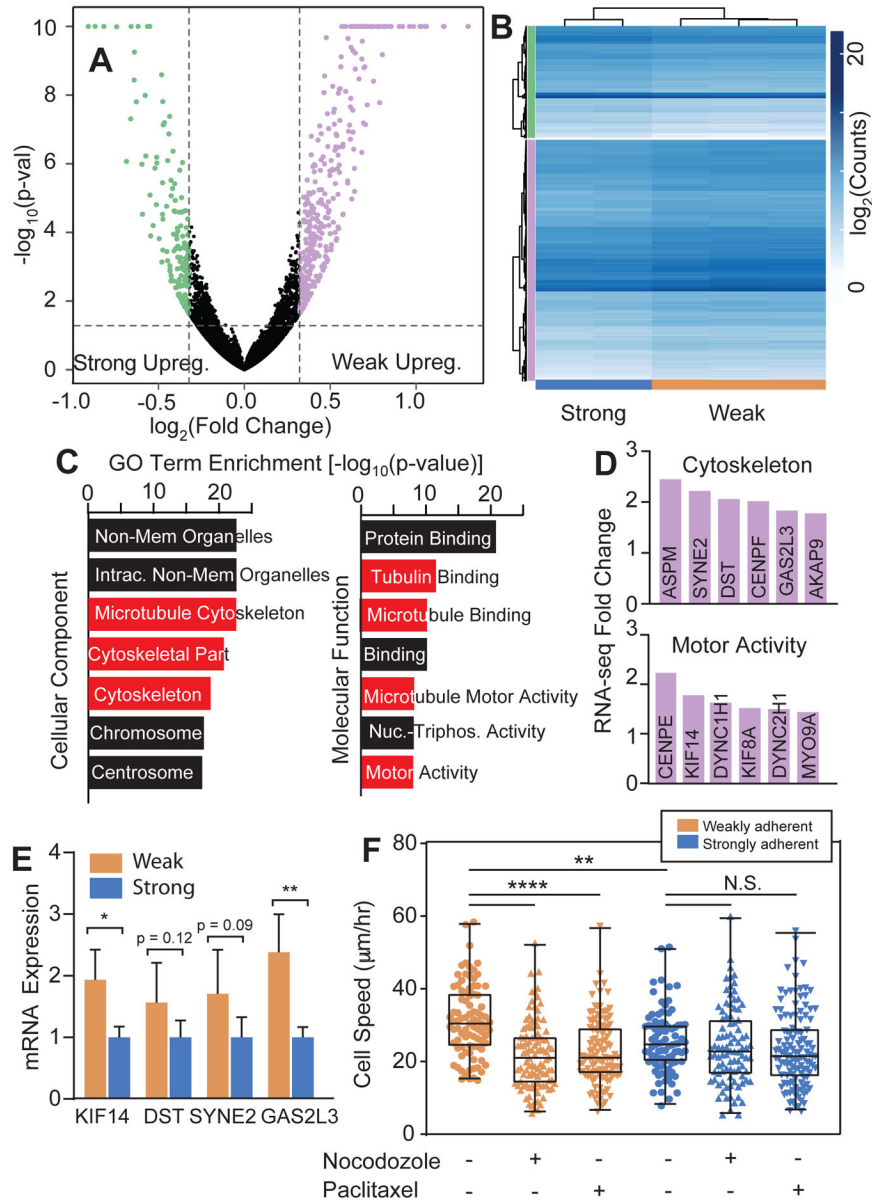 A
10
8
6
4
2
0
-log10(p-val)
Strong Upreg.
Weak Upreg.
-1.0 -0.5 0.0 0.5 1.0
log2(Fold Change)
B
20
0
log2(Counts)
Strong Weak
C
GO Term Enrichment [-log10(p-value)]
0 10 20
Cellular Component
Non-Mem Organelles
Intrac. Non-Mem Organelles
Microtubule Cytoskeleton
Cytoskeletal Part
Cytoskeleton
Chromosome
Centrosome
0 10 20
Molecular Function
Protein Binding
Tubulin Binding
Microtubule Binding
Binding
Microtubule Motor Activity
Nuc.-Triphos. Activity
Motor Activity
D
RNA-seq Fold Change
Cytoskeleton
3
2
1
0
ASPM
SYNE2
DST
CENPF
GAS2L3
AKAP9
Motor Activity
3
2
1
0
CENPE
KIF14
DYNC1H1
KIF8A
DYNC2H1
MYO9A
E
mRNA Expression
4
3
2
1
0
Weak
Strong
*
p = 0.12
p = 0.09
**
KIF14 DST SYNE2 GAS2L3
F
Weakly adherent
Strongly adherent
Cell Speed (μm/hr)
80
60
40
20
0
**
****
N.S.
Nocodozole - + - - + -
Paclitaxel - - + - - +